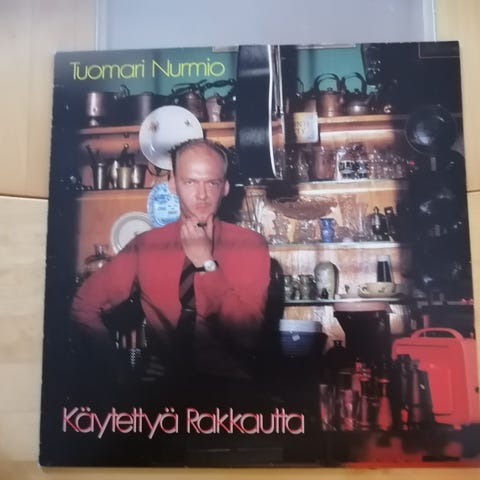 Tuomari Nurmio
Käytettyä Rakkautta